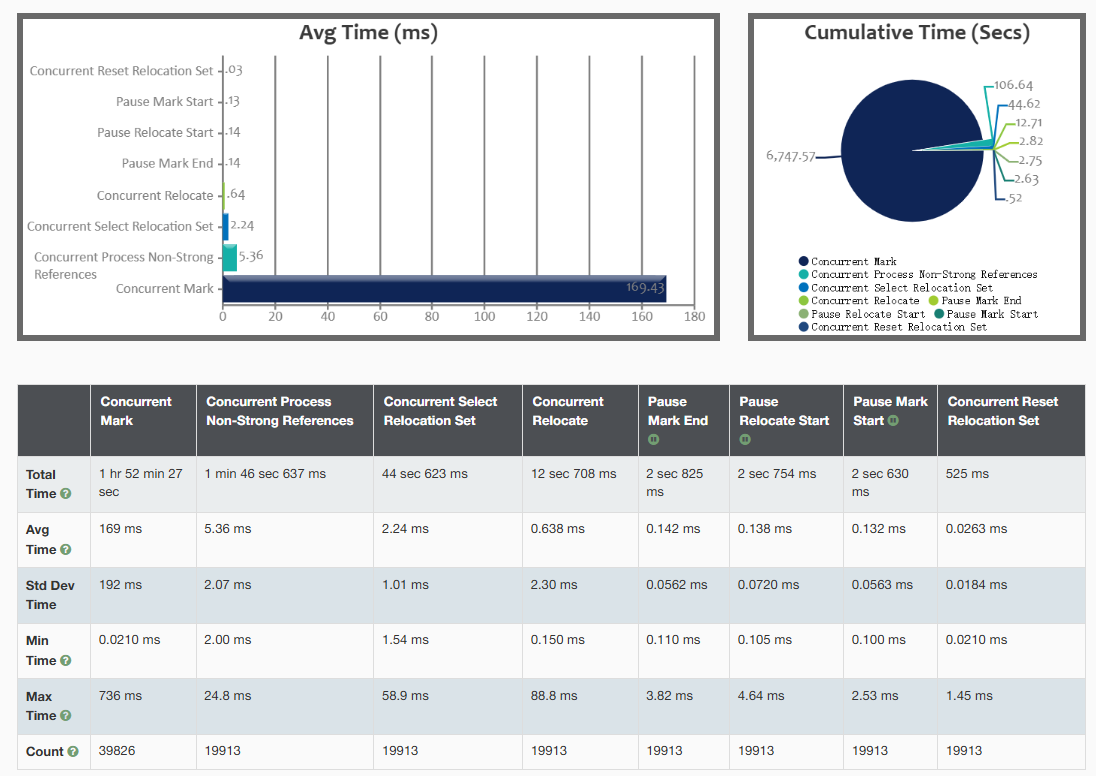 Avg Time (ms)
Concurrent Reset Relocation Set .03
Pause Mark Start .13
Pause Relocate Start .14
Pause Mark End .14
Concurrent Relocate .64
Concurrent Select Relocation Set 2.24
Concurrent Process Non-Strong 5.36
References
Concurrent Mark 169.43
0 20 40 60 80 100 120 140 160 180
Cumulative Time (Secs)
106.64
44.62
12.71
2.82
6,747.57
2.75
2.63
.52
Concurrent Mark
Concurrent Process Non-Strong References
Concurrent Select Relocation Set
Concurrent Relocate Pause Mark End
Pause Relocate Start Pause Mark Start
Concurrent Reset Relocation Set
Concurrent Mark Concurrent Process Non-Strong References Concurrent Select Relocation Set Concurrent Relocate Pause Mark End Pause Relocate Start Pause Mark Start Concurrent Reset Relocation Set
Total Time 1 hr 52 min 27 sec 1 min 46 sec 637 ms 44 sec 623 ms 12 sec 708 ms 2 sec 825 ms 2 sec 754 ms 2 sec 630 ms 525 ms
Avg Time 169 ms 5.36 ms 2.24 ms 0.638 ms 0.142 ms 0.138 ms 0.132 ms 0.0263 ms
Std Dev Time 192 ms 2.07 ms 1.01 ms 2.30 ms 0.0562 ms 0.0720 ms 0.0563 ms 0.0184 ms
Min Time 0.0210 ms 2.00 ms 1.54 ms 0.150 ms 0.110 ms 0.105 ms 0.100 ms 0.0210 ms
Max Time 736 ms 24.8 ms 58.9 ms 88.8 ms 3.82 ms 4.64 ms 2.53 ms 1.45 ms
Count 39826 19913 19913 19913 19913 19913 19913 19913